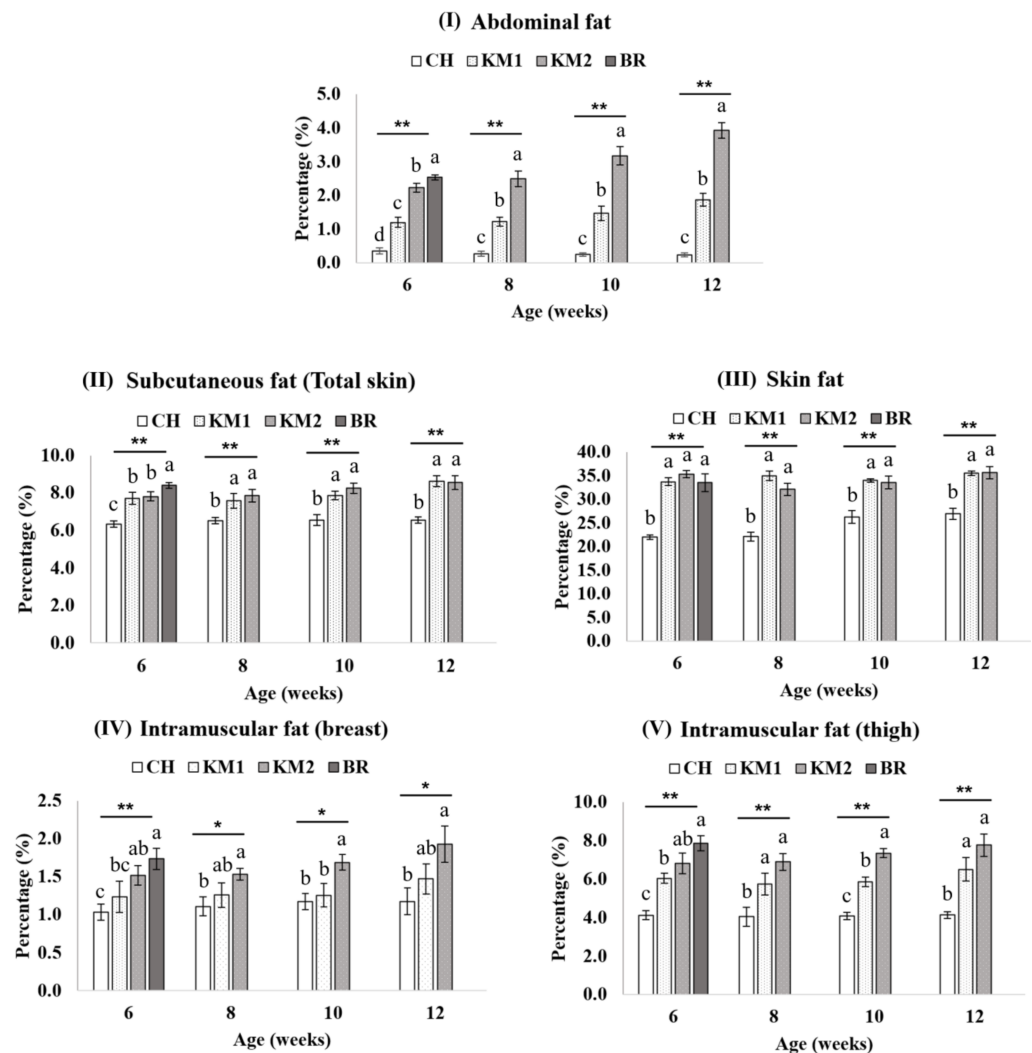 (I) Abdominal fat
□ CH □ KM1 ■ KM2 ■ BR
Percentage (%)
5.0
4.0
3.0
2.0
1.0
0.0
** ** ** **
d c b a c b a c b a c b a
6 8 10 12
Age (weeks)
(II) Subcutaneous fat (Total skin)
□ CH □ KM1 ■ KM2 ■ BR
Percentage (%)
10.0
8.0
6.0
4.0
2.0
0.0
** ** ** **
c b b a b a a b a a b a a
6 8 10 12
Age (weeks)
(III) Skin fat
□ CH □ KM1 ■ KM2 ■ BR
Percentage (%)
40.0
35.0
30.0
25.0
20.0
15.0
10.0
5.0
0.0
** ** ** **
b a a a b a a b a a b a a
6 8 10 12
Age (weeks)
(IV) Intramuscular fat (breast)
□ CH □ KM1 ■ KM2 ■ BR
Percentage (%)
2.5
2.0
1.5
1.0
0.5
0.0
** * * *
c bc ab a b ab a b b a b ab a
6 8 10 12
Age (weeks)
(V) Intramuscular fat (thigh)
□ CH □ KM1 ■ KM2 ■ BR
Percentage (%)
10.0
8.0
6.0
4.0
2.0
0.0
** ** ** **
c b ab a b a a c b a b a a
6 8 10 12
Age (weeks)